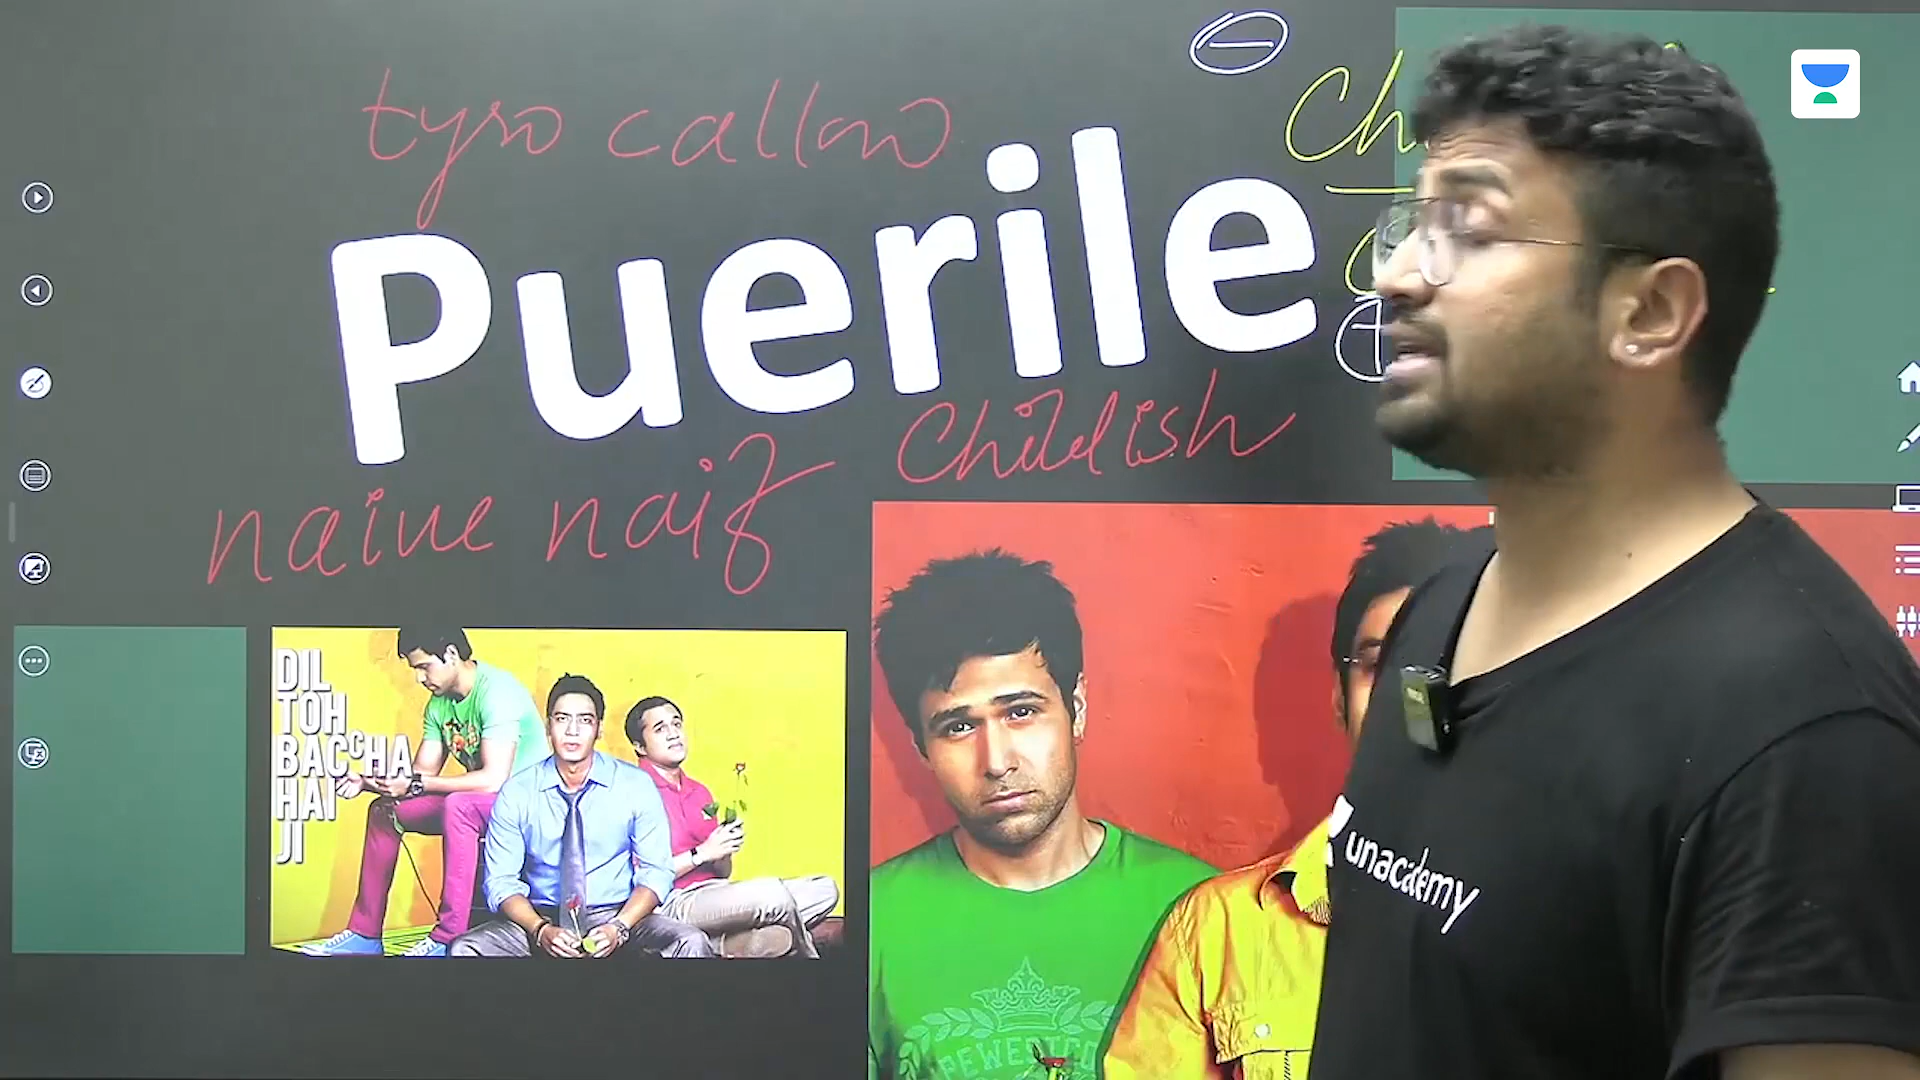 tyro callow
Puerile
Childish
naive naif
DIL
TOH
BACCHA
HAI
JI
unacademy